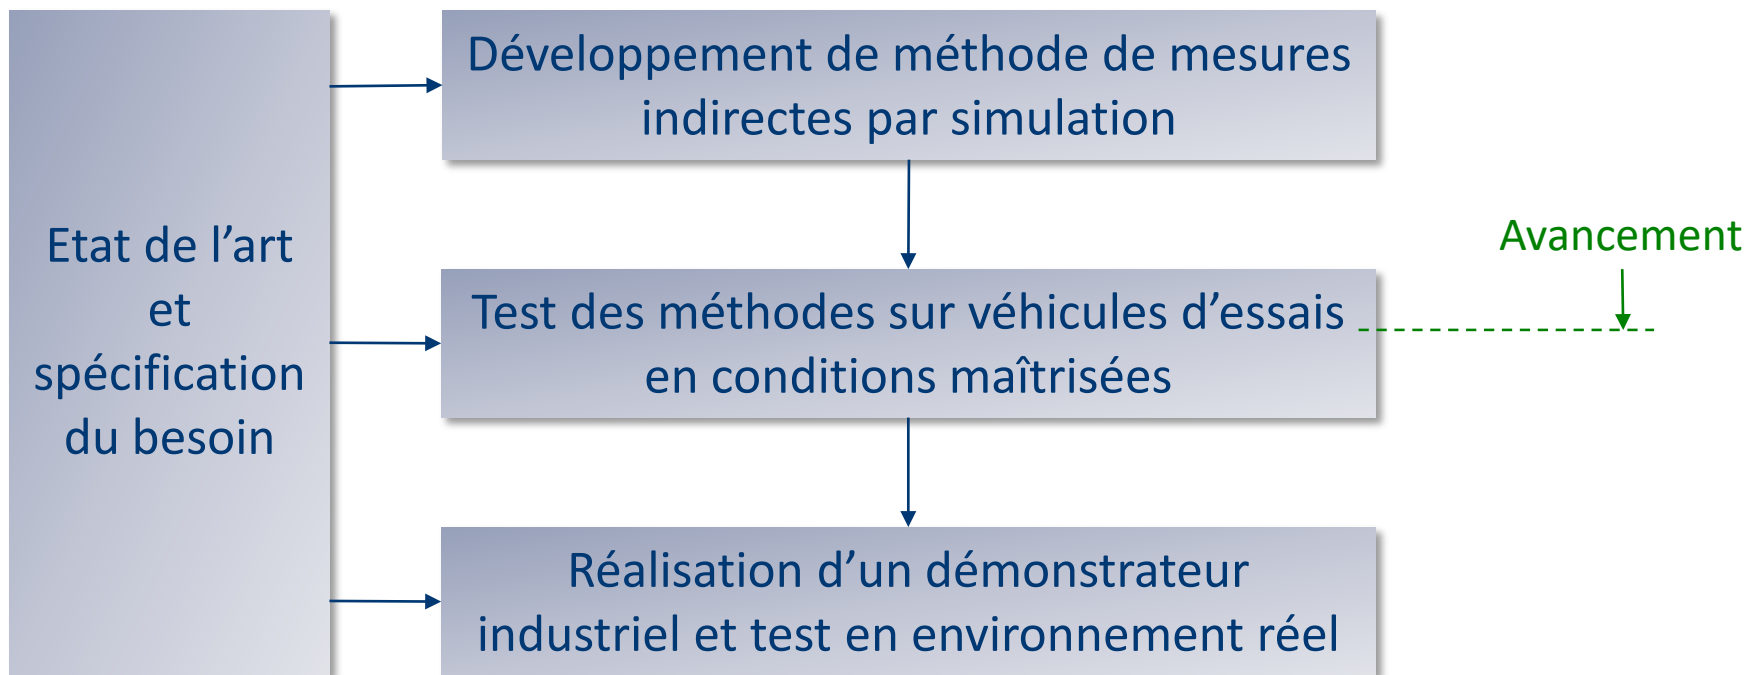 Développement de méthode de mesures
indirectes par simulation
Etat de l’art
et
spécification
du besoin
Avancement
Test des méthodes sur véhicules d’essais
en conditions maîtrisées
Réalisation d’un démonstrateur
industriel et test en environnement réel